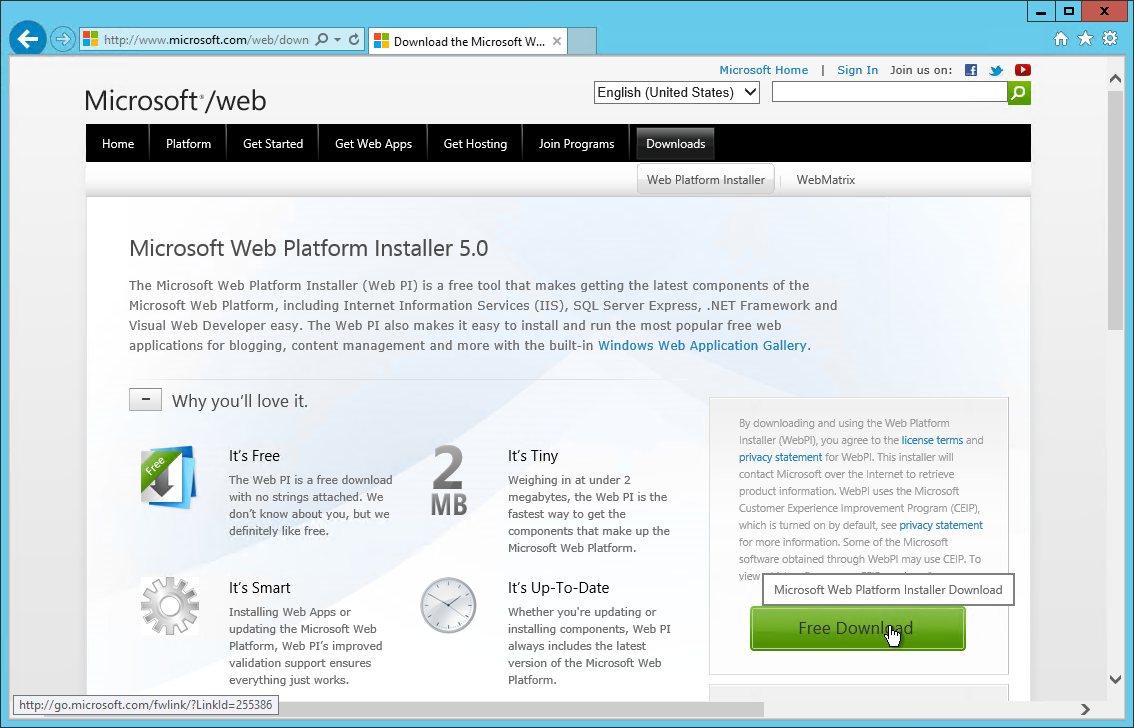 http://www.microsoft.com/web/down
Download the Microsoft W...
Microsoft Home | Sign In Join us on:
Microsoft®/web
English (United States)
Home Platform Get Started Get Web Apps Get Hosting Join Programs Downloads
Web Platform Installer WebMatrix
Microsoft Web Platform Installer 5.0
The Microsoft Web Platform Installer (Web PI) is a free tool that makes getting the latest components of the
Microsoft Web Platform, including Internet Information Services (IIS), SQL Server Express, .NET Framework and
Visual Web Developer easy. The Web PI also makes it easy to install and run the most popular free web
applications for blogging, content management and more with the built-in Windows Web Application Gallery.
Why you'll love it.
Free
It's Free
The Web PI is a free download
with no strings attached. We
don't know about you, but we
definitely like free.
2
MB
It's Tiny
Weighing in at under 2
megabytes, the Web PI is the
fastest way to get the
components that make up the
Microsoft Web Platform.
It's Smart
Installing Web Apps or
updating the Microsoft Web
Platform, Web PI's improved
validation support ensures
everything just works.
It's Up-To-Date
Whether you're updating or
installing components, Web PI
always includes the latest
version of the Microsoft Web
Platform.
By downloading and using the Web Platform
Installer (WebPI), you agree to the license terms and
privacy statement for WebPI. This installer will
contact Microsoft over the Internet to retrieve
product information. WebPI uses the Microsoft
Customer Experience Improvement Program (CEIP),
which is turned on by default, see privacy statement
for more information. Some of the Microsoft
software obtained through WebPI may use CEIP. To
view
Microsoft Web Platform Installer Download
Free Download
http://go.microsoft.com/fwlink/?LinkId=255386